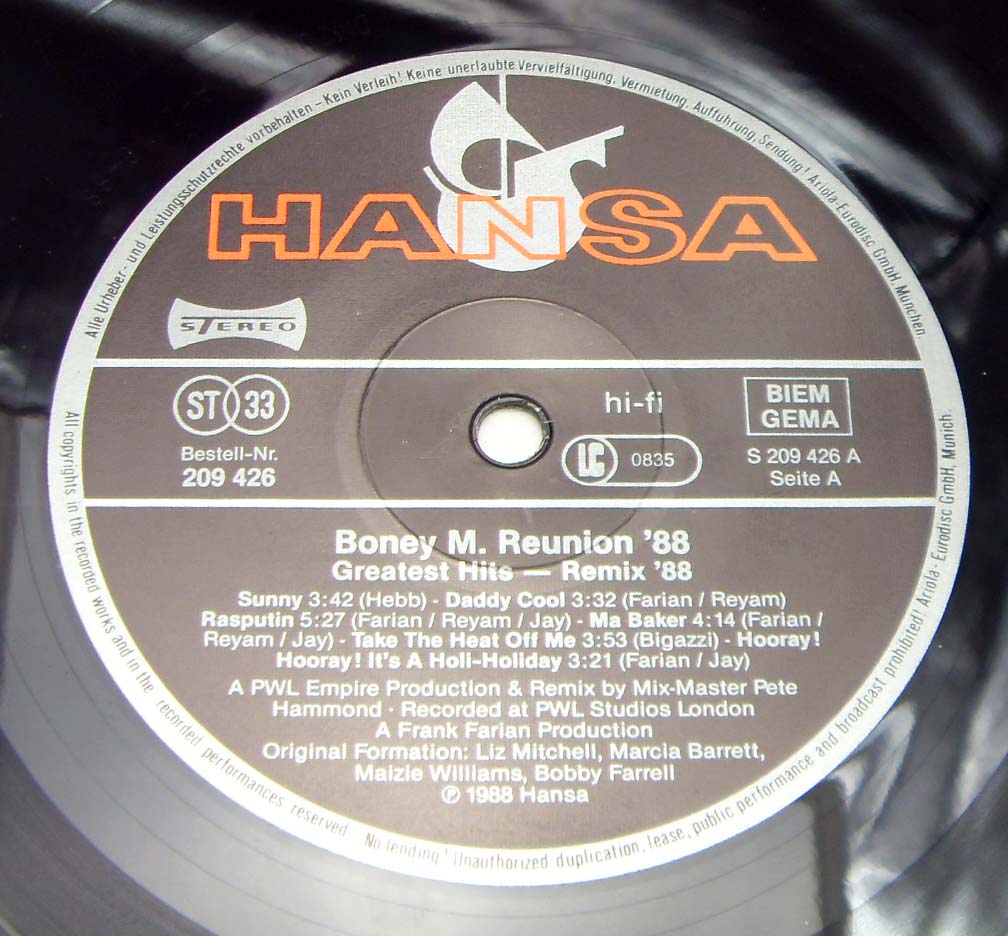 Alle Urheber- und Leistungsschutzrechte vorbehalten – Kein Verleih! Keine unerlaubte Vervielfältigung, Vermietung, Aufführung, Sendung! Ariola-Eurodisc GmbH, München.
HANSA
STEREO
ST 33
hi-fi
BIEM
GEMA
Bestell-Nr.
209 426
LC 0835
S 209 426 A
Seite A
Boney M. Reunion '88
Greatest Hits — Remix '88
Sunny 3:42 (Hebb) - Daddy Cool 3:32 (Farian / Reyam)
Rasputin 5:27 (Farian / Reyam / Jay) - Ma Baker 4:14 (Farian /
Reyam / Jay) - Take The Heat Off Me 3:53 (Bigazzi) - Hooray!
Hooray! It's A Holi-Holiday 3:21 (Farian / Jay)
A PWL Empire Production & Remix by Mix-Master Pete
Hammond · Recorded at PWL Studios London
A Frank Farian Production
Original Formation: Liz Mitchell, Marcia Barrett,
Maizie Williams, Bobby Farrell
℗ 1988 Hansa
All copyrights in the recorded works and in the recorded performances reserved. No lending! Unauthorized duplication, lease, public performance and broadcast prohibited! Ariola - Eurodisc GmbH, Munich.